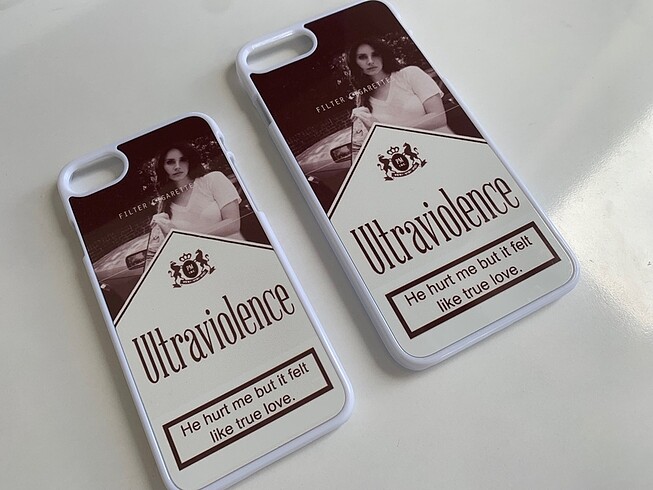 FILTER CIGARETTES
Ultraviolence
He hurt me but it felt
like true love.
FILTER CIGARETTES
Ultraviolence
He hurt me but it felt
like true love.